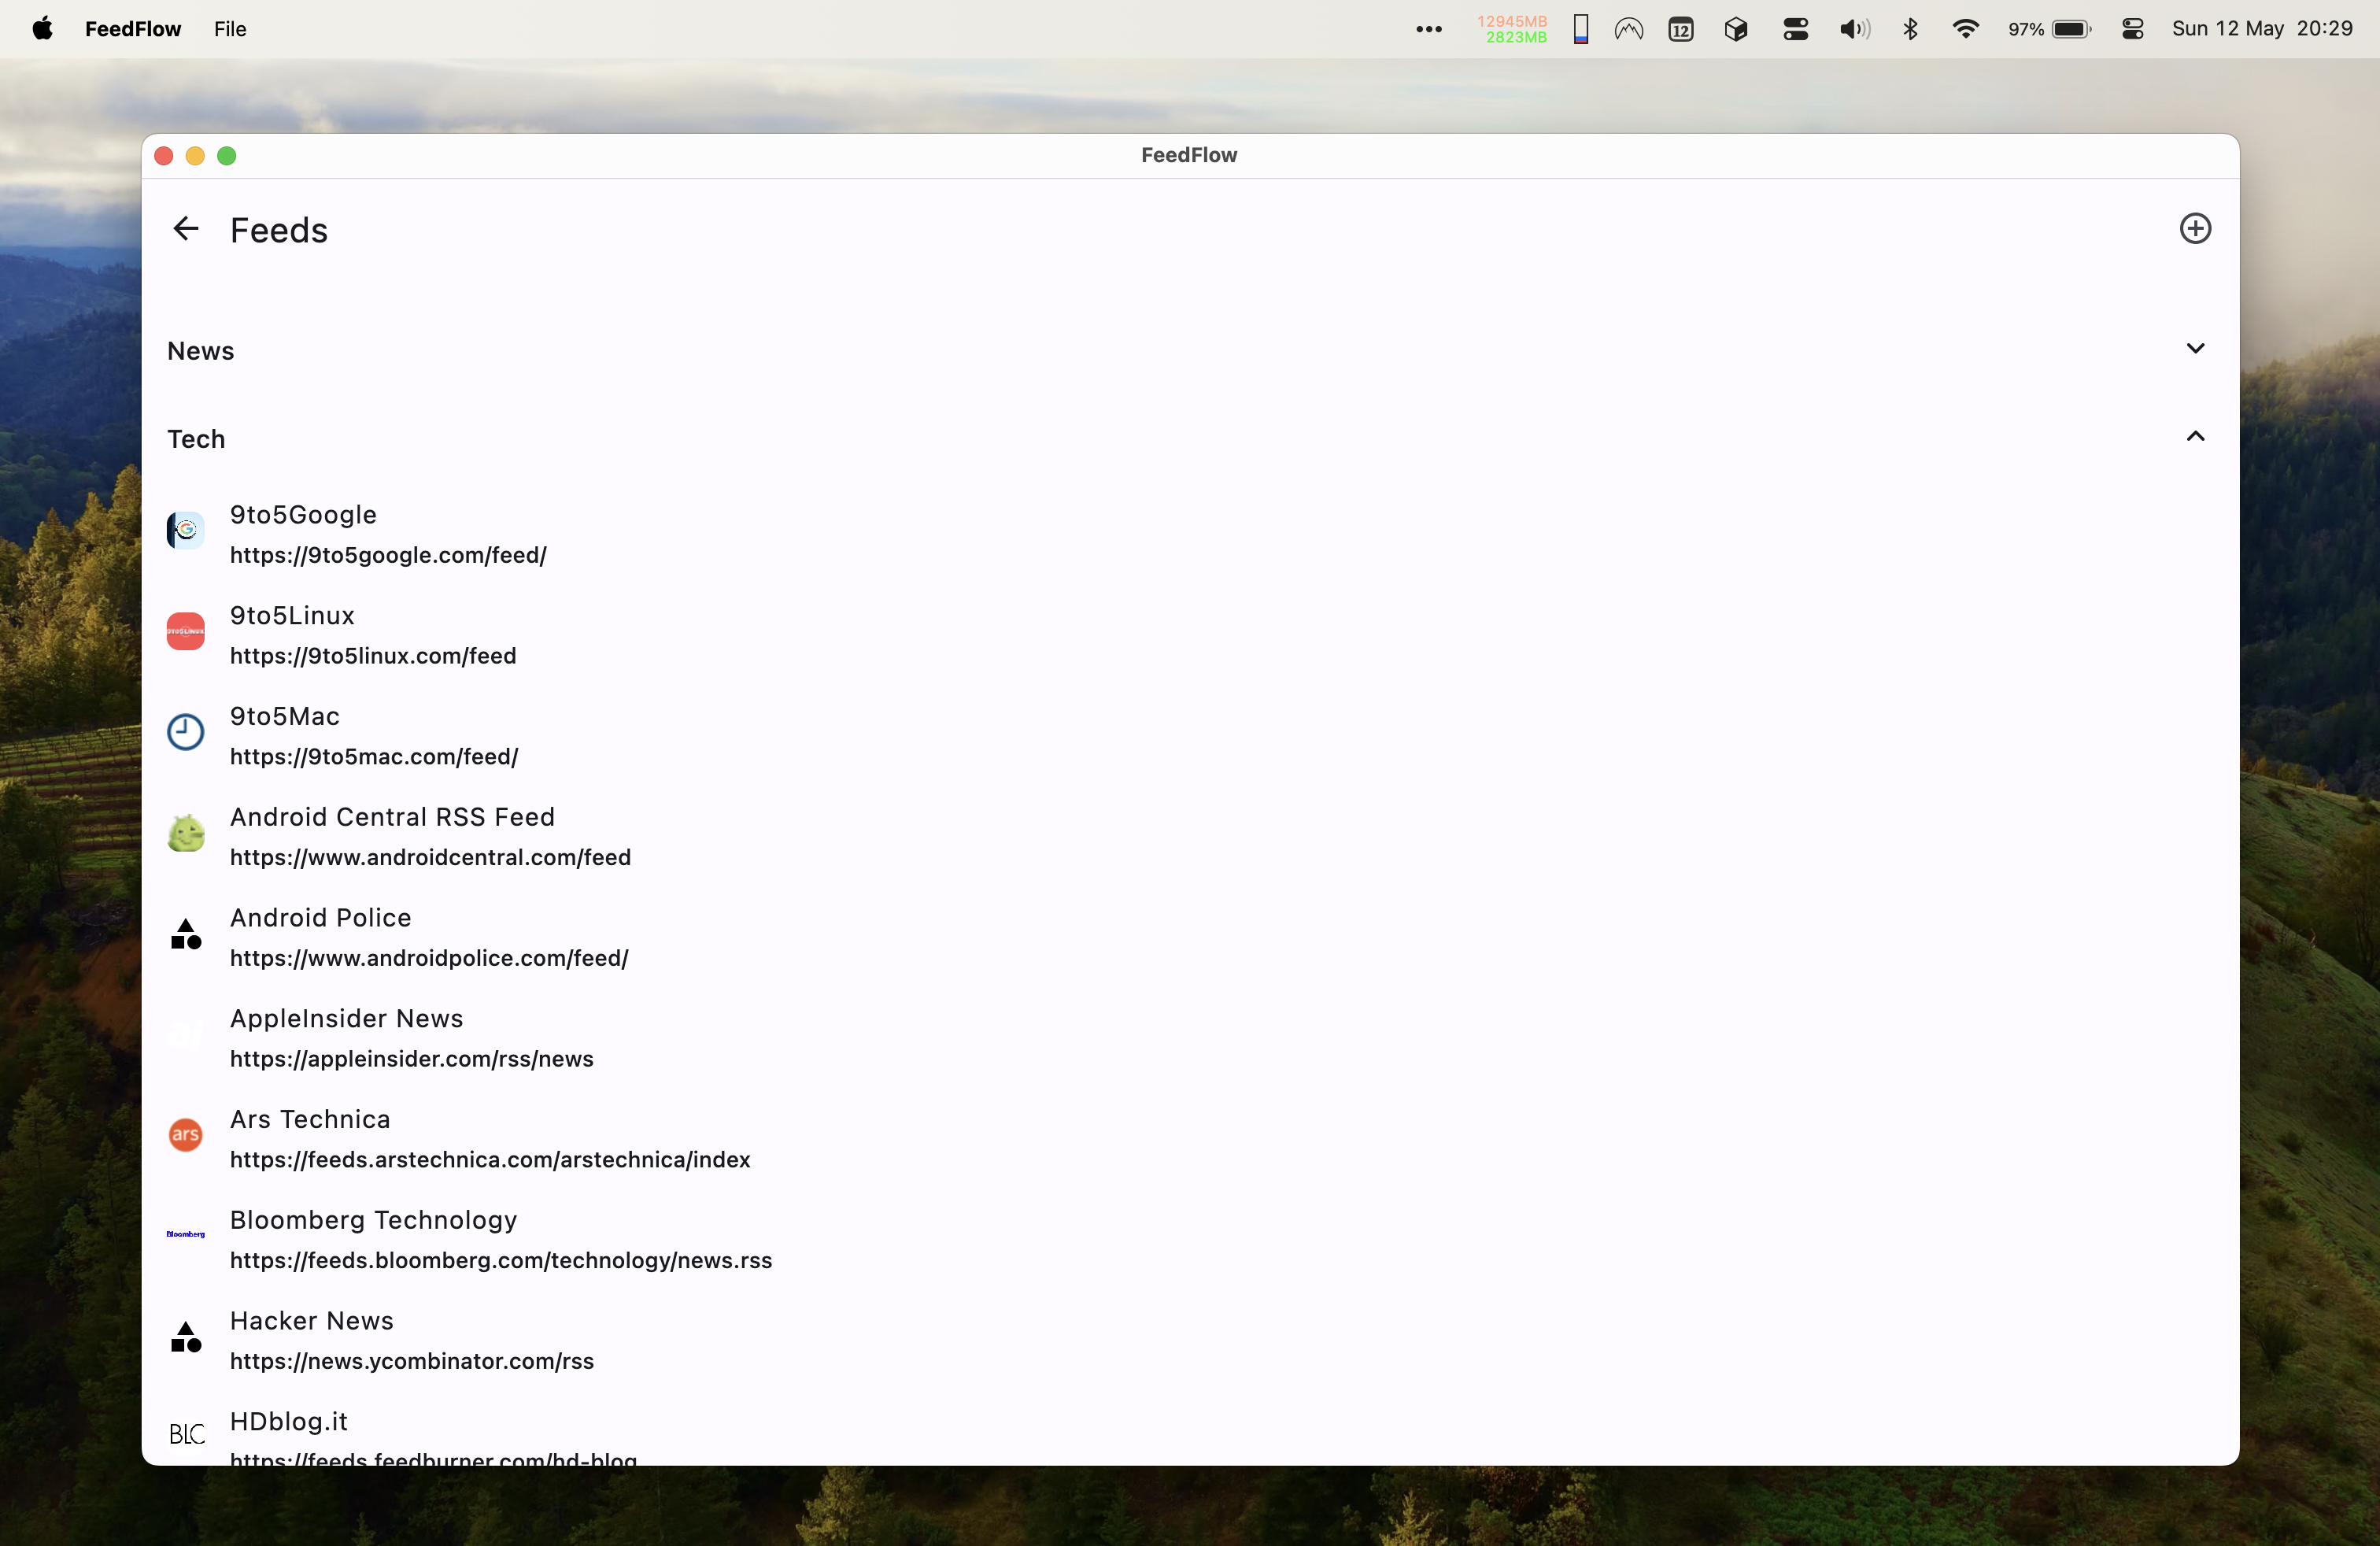 FeedFlow File 12945MB 12 97% Sun 12 May 20:29
2823MB
FeedFlow
Feeds
News
Tech
9to5Google
https://9to5google.com/feed/
9TO5LINUX
9to5Linux
https://9to5linux.com/feed
9to5Mac
https://9to5mac.com/feed/
Android Central RSS Feed
https://www.androidcentral.com/feed
Android Police
https://www.androidpolice.com/feed/
AppleInsider News
https://appleinsider.com/rss/news
Ars Technica
ars
https://feeds.arstechnica.com/arstechnica/index
Bloomberg Technology
Bloomberg
https://feeds.bloomberg.com/technology/news.rss
Hacker News
https://news.ycombinator.com/rss
HDblog.it
BLC
https://feeds.feedburner.com/hd-blog